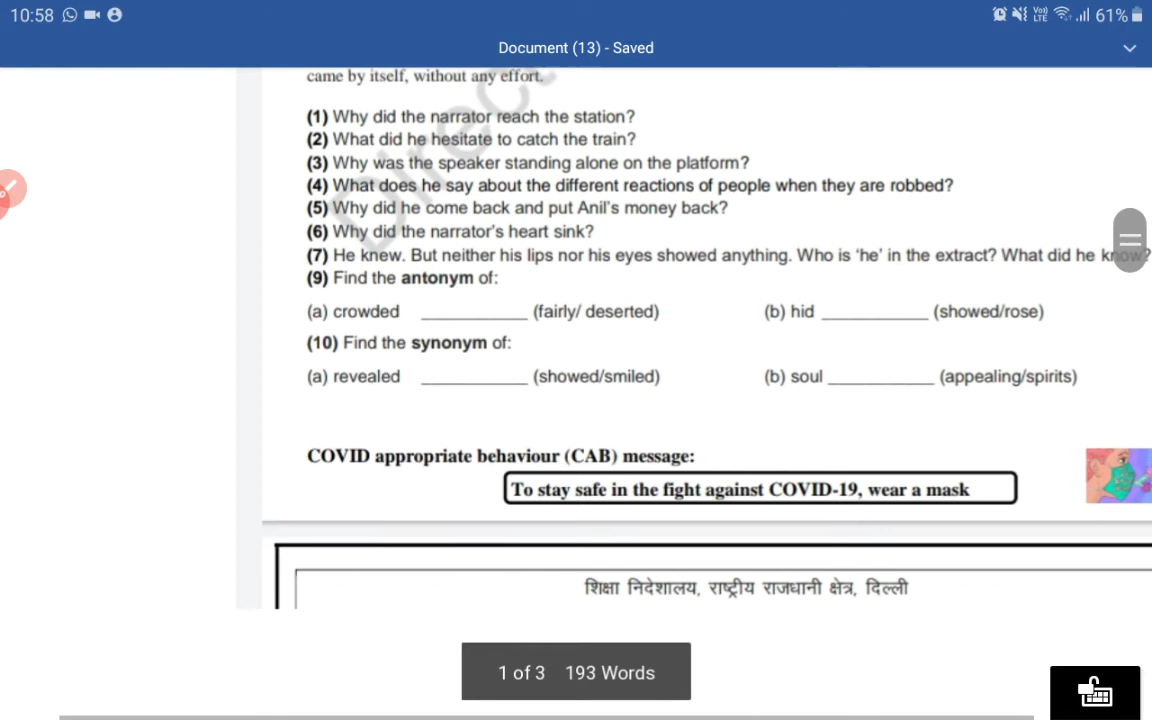 10:58
61%
Document (13) - Saved
came by itself, without any effort.
(1) Why did the narrator reach the station?
(2) What did he hesitate to catch the train?
(3) Why was the speaker standing alone on the platform?
(4) What does he say about the different reactions of people when they are robbed?
(5) Why did he come back and put Anil's money back?
(6) Why did the narrator's heart sink?
(7) He knew. But neither his lips nor his eyes showed anything. Who is 'he' in the extract? What did he know?
(9) Find the antonym of:
(a) crowded __________ (fairly/ deserted) (b) hid __________ (showed/rose)
(10) Find the synonym of:
(a) revealed __________ (showed/smiled) (b) soul __________ (appealing/spirits)
COVID appropriate behaviour (CAB) message:
To stay safe in the fight against COVID-19, wear a mask
शिक्षा निदेशालय, राष्ट्रीय राजधानी क्षेत्र, दिल्ली
1 of 3 193 Words